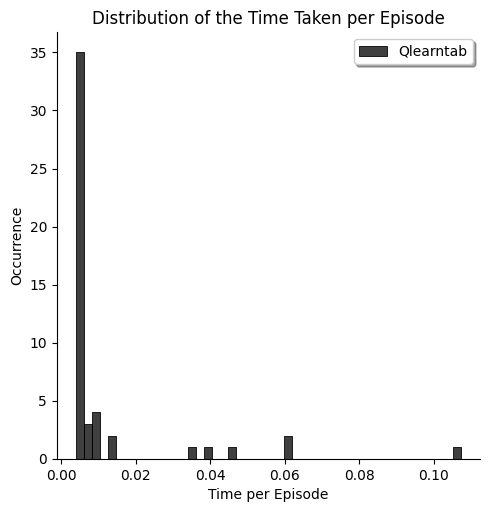 Distribution of the Time Taken per Episode
Qlearntab
35
30
25
20
15
10
5
0
Occurrence
0.00 0.02 0.04 0.06 0.08 0.10
Time per Episode